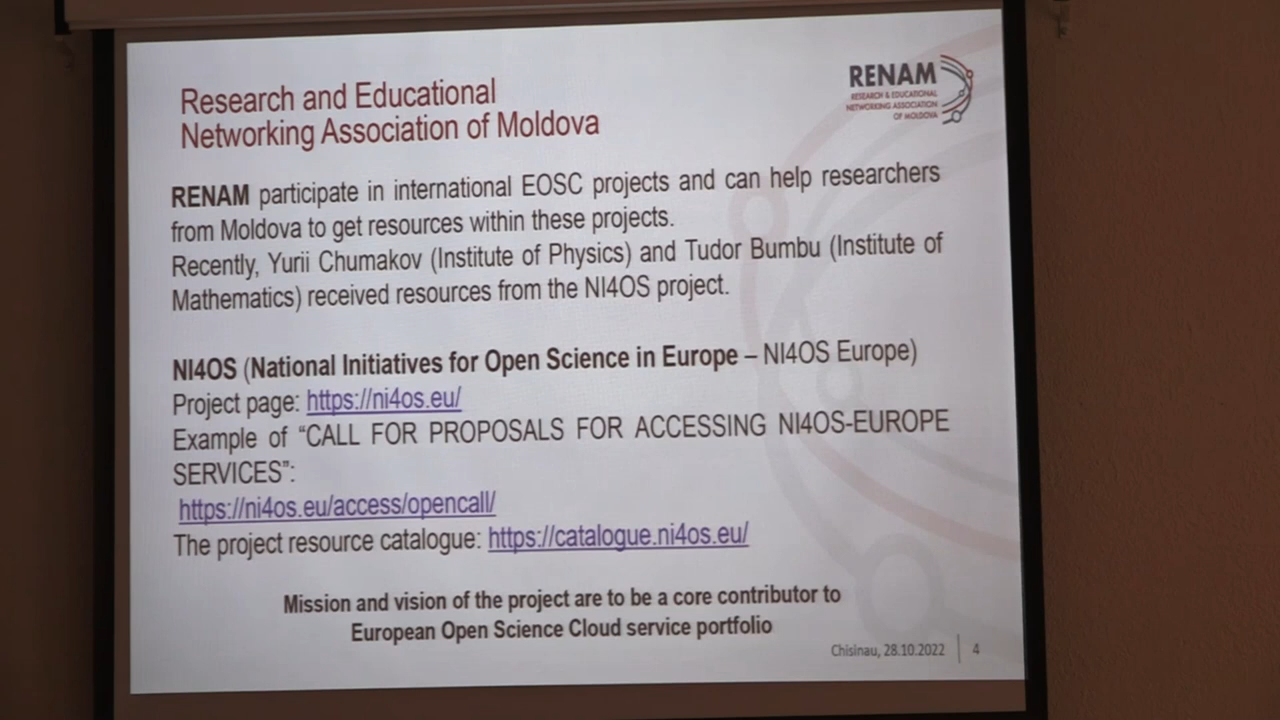 Research and Educational
Networking Association of Moldova
RENAM
RESEARCH & EDUCATIONAL
NETWORKING ASSOCIATION
OF MOLDOVA
RENAM participate in international EOSC projects and can help researchers
from Moldova to get resources within these projects.
Recently, Yurii Chumakov (Institute of Physics) and Tudor Bumbu (Institute of
Mathematics) received resources from the NI4OS project.
NI4OS (National Initiatives for Open Science in Europe – NI4OS Europe)
Project page: https://ni4os.eu/
Example of “CALL FOR PROPOSALS FOR ACCESSING NI4OS-EUROPE
SERVICES”:
https://ni4os.eu/access/opencall/
The project resource catalogue: https://catalogue.ni4os.eu/
Mission and vision of the project are to be a core contributor to
European Open Science Cloud service portfolio
Chisinau, 28.10.2022 4